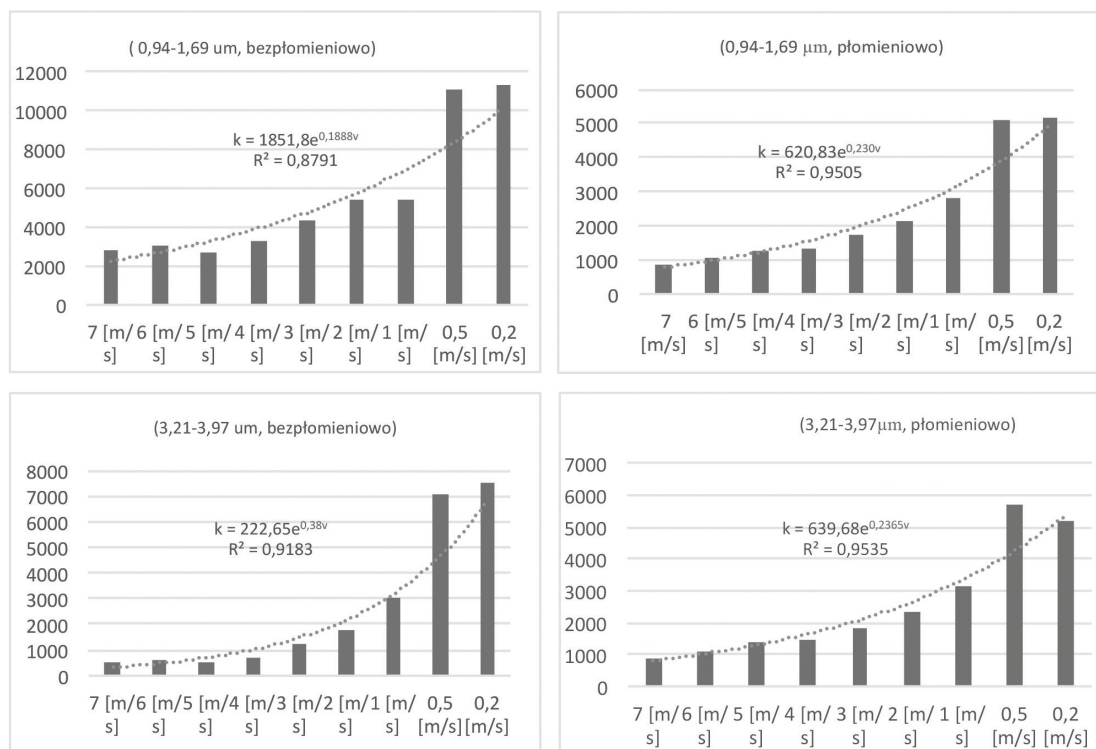 ( 0,94-1,69 um, bezpłomieniowo)
12000
10000
8000
6000
4000
2000
0
k = 1851,8e^0,1888v
R² = 0,8791
7 [m/ 6 [m/ 5 [m/ 4 [m/ 3 [m/ 2 [m/ 1 [m/ 0,5 0,2
s] s] s] s] s] s] s] [m/s] [m/s]
(0,94-1,69 μm, płomieniowo)
6000
5000
4000
3000
2000
1000
0
k = 620,83e^0,230v
R² = 0,9505
7 6 [m/ 5 [m/ 4 [m/ 3 [m/ 2 [m/ 1 [m/ 0,5 0,2
[m/s] s] s] s] s] s] s] [m/s] [m/s]
(3,21-3,97 um, bezpłomieniowo)
8000
7000
6000
5000
4000
3000
2000
1000
0
k = 222,65e^0,38v
R² = 0,9183
7 [m/ 6 [m/ 5 [m/ 4 [m/ 3 [m/ 2 [m/ 1 [m/ 0,5 0,2
s] s] s] s] s] s] s] [m/s] [m/s]
(3,21-3,97μm, płomieniowo)
7000
6000
5000
4000
3000
2000
1000
0
k = 639,68e^0,2365v
R² = 0,9535
7 [m/ 6 [m/ 5 [m/ 4 [m/ 3 [m/ 2 [m/ 1 [m/ 0,5 0,2
s] s] s] s] s] s] s] [m/s] [m/s]